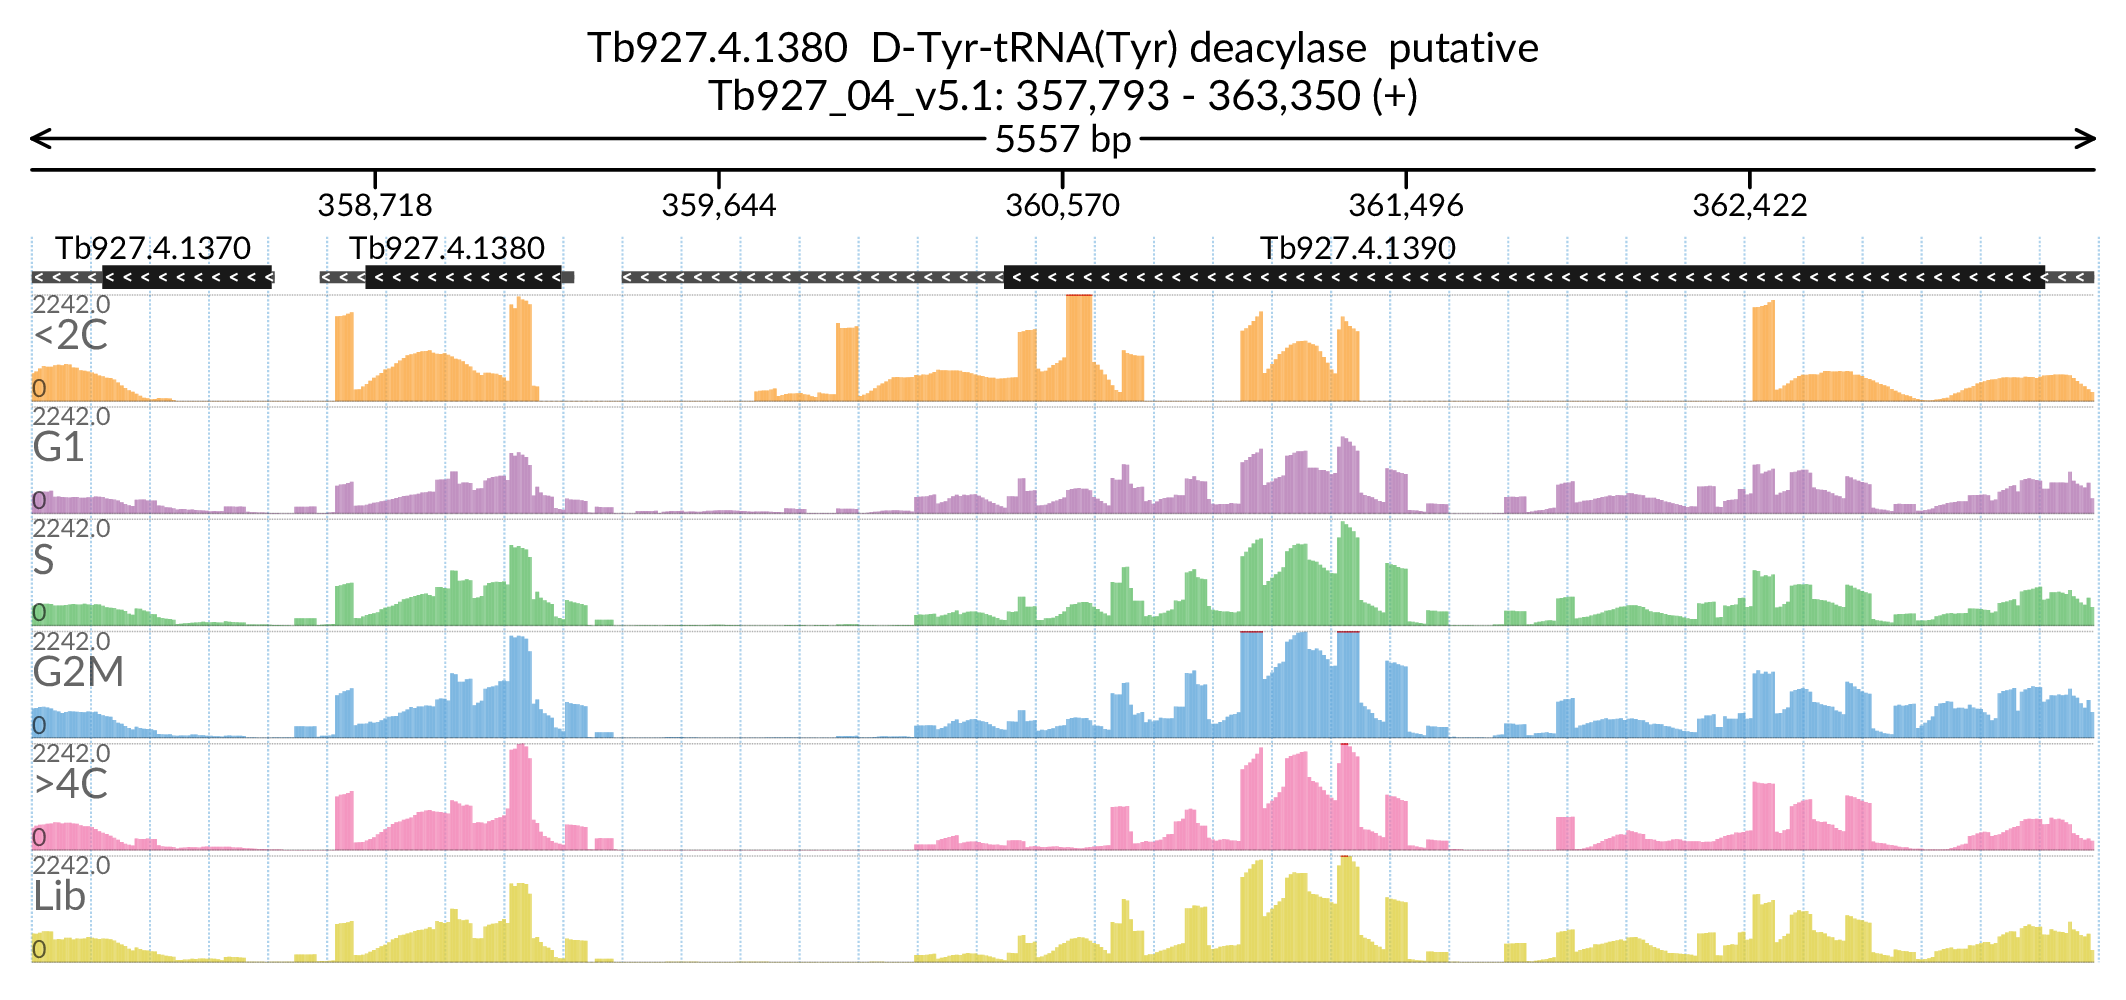 Tb927.4.1380 D-Tyr-tRNA(Tyr) deacylase putative
Tb927_04_v5.1: 357,793 - 363,350 (+)
5557 bp
358,718 359,644 360,570 361,496 362,422
Tb927.4.1370 Tb927.4.1380 Tb927.4.1390
2242.0
<2C
0
2242.0
G1
0
2242.0
S
0
2242.0
G2M
0
2242.0
>4C
0
2242.0
Lib
0